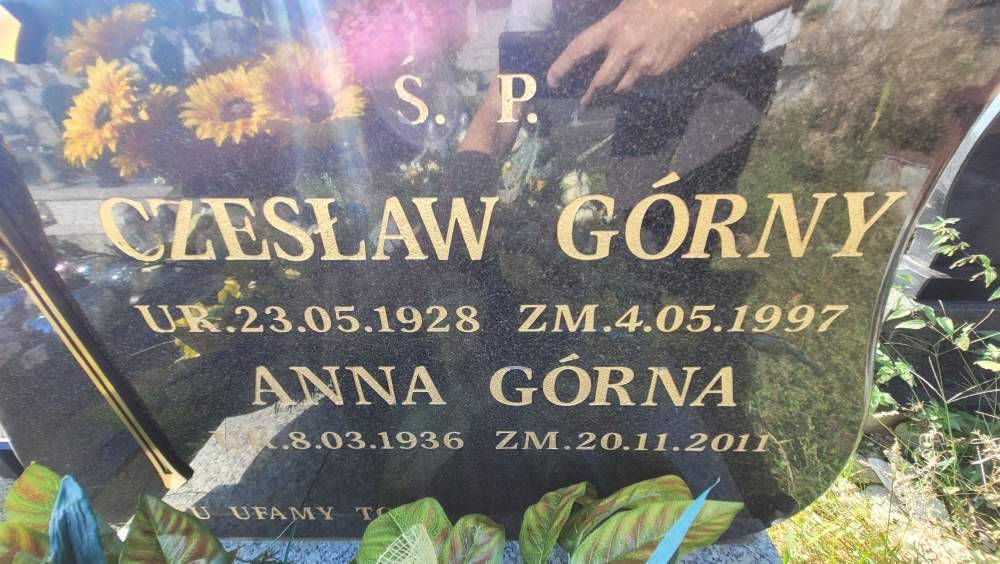 Ś. P.
CZESŁAW GÓRNY
UR.23.05.1928 ZM.4.05.1997
ANNA GÓRNA
UR.8.03.1936 ZM.20.11.2011
UFAMY